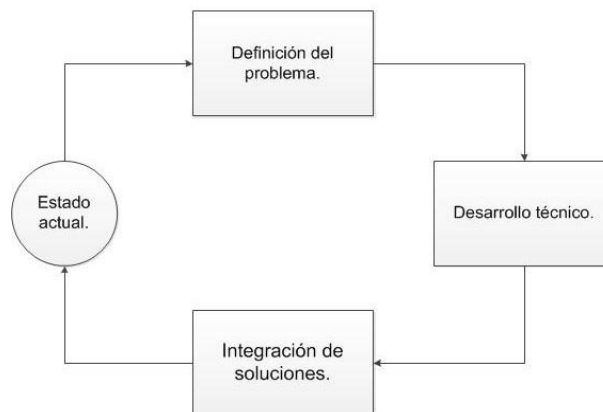 Definición del
problema.
Estado
actual.
Desarrollo técnico.
Integración de
soluciones.